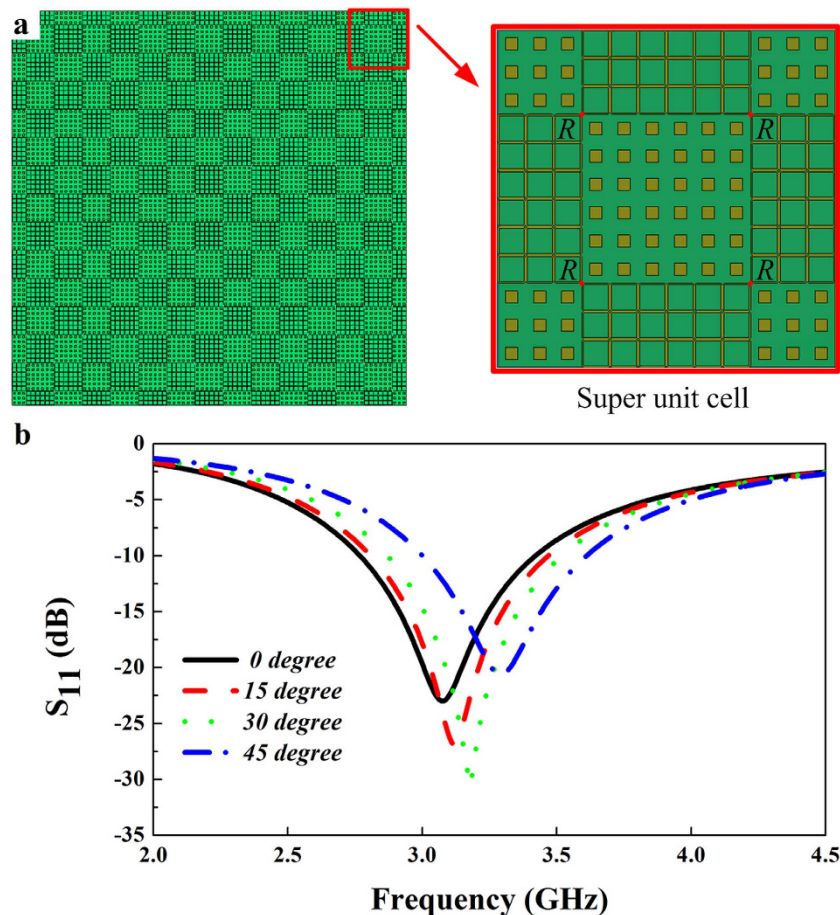 a
R R
R R
Super unit cell
b
0
-5
-10
-15
-20
-25
-30
-35
S11 (dB)
0 degree
15 degree
30 degree
45 degree
2.0 2.5 3.0 3.5 4.0 4.5
Frequency (GHz)